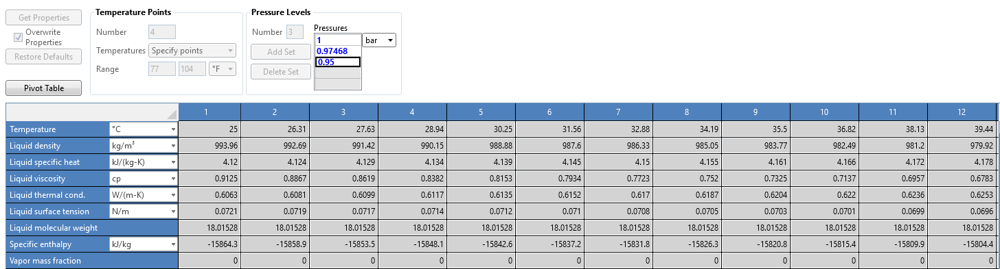 Get Properties
Overwrite
Properties
Restore Defaults
Pivot Table
Temperature Points
Number 4
Temperatures Specify points
Range 77 104 °F
Pressure Levels
Number 3
Add Set
Delete Set
Pressures
1 bar
0.97468
0.95
1 2 3 4 5 6 7 8 9 10 11 12
Temperature °C 25 26.31 27.63 28.94 30.25 31.56 32.88 34.19 35.5 36.82 38.13 39.44
Liquid density kg/m³ 993.96 992.69 991.42 990.15 988.88 987.6 986.33 985.05 983.77 982.49 981.2 979.92
Liquid specific heat kJ/(kg-K) 4.12 4.124 4.129 4.134 4.139 4.145 4.15 4.155 4.161 4.166 4.172 4.178
Liquid viscosity cp 0.9125 0.8867 0.8619 0.8382 0.8153 0.7934 0.7723 0.752 0.7325 0.7137 0.6957 0.6783
Liquid thermal cond. W/(m-K) 0.6063 0.6081 0.6099 0.6117 0.6135 0.6152 0.617 0.6187 0.6204 0.622 0.6236 0.6253
Liquid surface tension N/m 0.0721 0.0719 0.0717 0.0714 0.0712 0.071 0.0708 0.0705 0.0703 0.0701 0.0699 0.0696
Liquid molecular weight 18.01528 18.01528 18.01528 18.01528 18.01528 18.01528 18.01528 18.01528 18.01528 18.01528 18.01528 18.01528
Specific enthalpy kJ/kg -15864.3 -15858.9 -15853.5 -15848.1 -15842.6 -15837.2 -15831.8 -15826.3 -15820.8 -15815.4 -15809.9 -15804.4
Vapor mass fraction 0 0 0 0 0 0 0 0 0 0 0 0